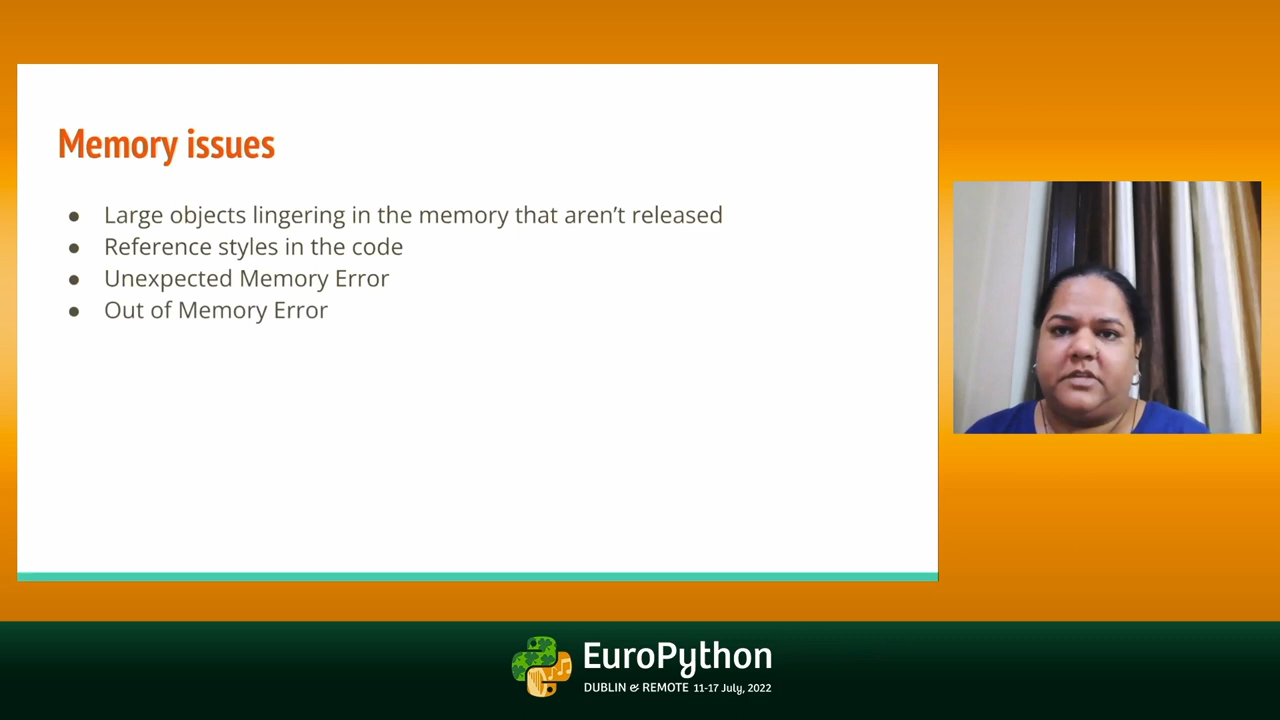 Memory issues
● Large objects lingering in the memory that aren't released
● Reference styles in the code
● Unexpected Memory Error
● Out of Memory Error
EuroPython
DUBLIN & REMOTE 11-17 July, 2022